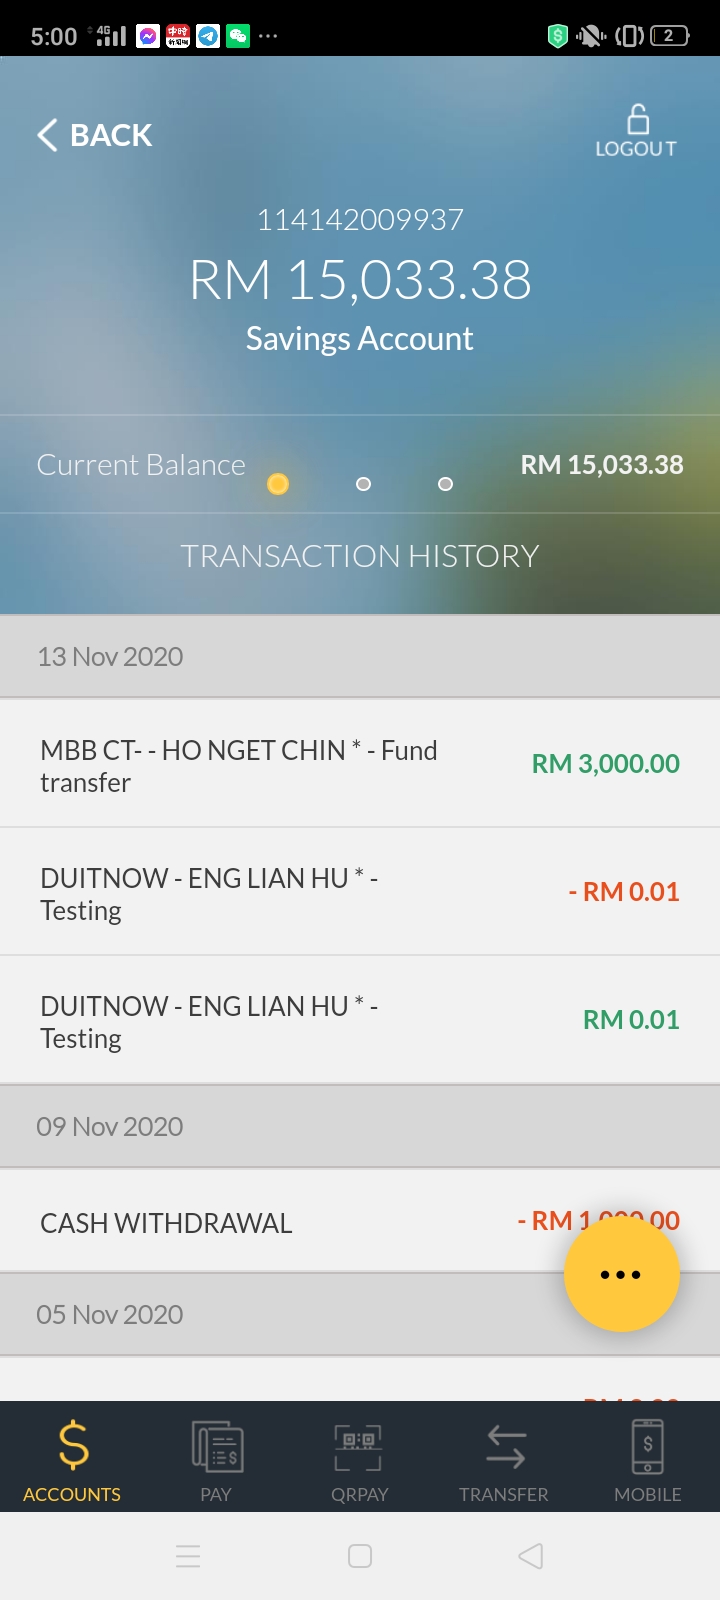 5:00 4G 2
BACK
LOGOUT
114142009937
RM 15,033.38
Savings Account
Current Balance RM 15,033.38
TRANSACTION HISTORY
13 Nov 2020
MBB CT- - HO NGET CHIN * - Fund
transfer
RM 3,000.00
DUITNOW - ENG LIAN HU * -
Testing
- RM 0.01
DUITNOW - ENG LIAN HU * -
Testing
RM 0.01
09 Nov 2020
CASH WITHDRAWAL - RM
05 Nov 2020
ACCOUNTS PAY QRPAY TRANSFER MOBILE